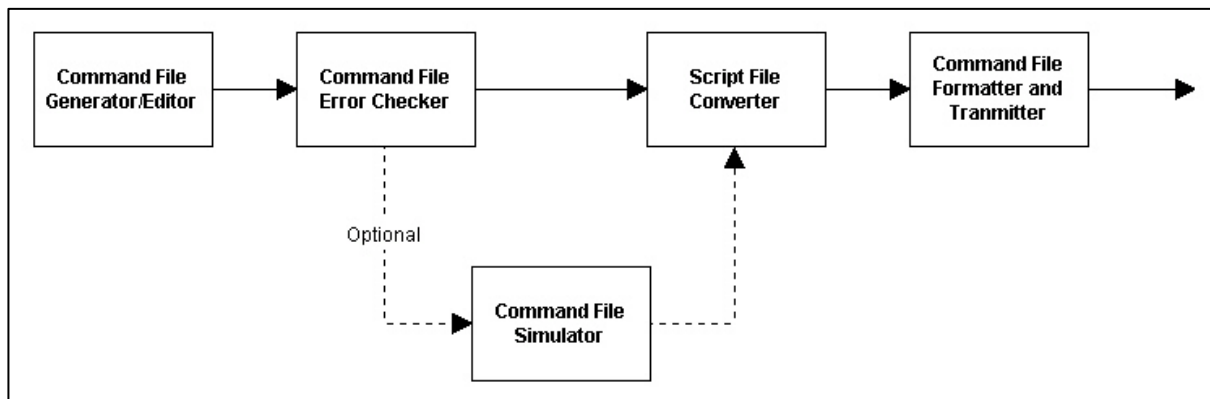 Command File
Generator/Editor
Command File
Error Checker
Script File
Converter
Command File
Formatter and
Tranmitter
Optional
Command File
Simulator